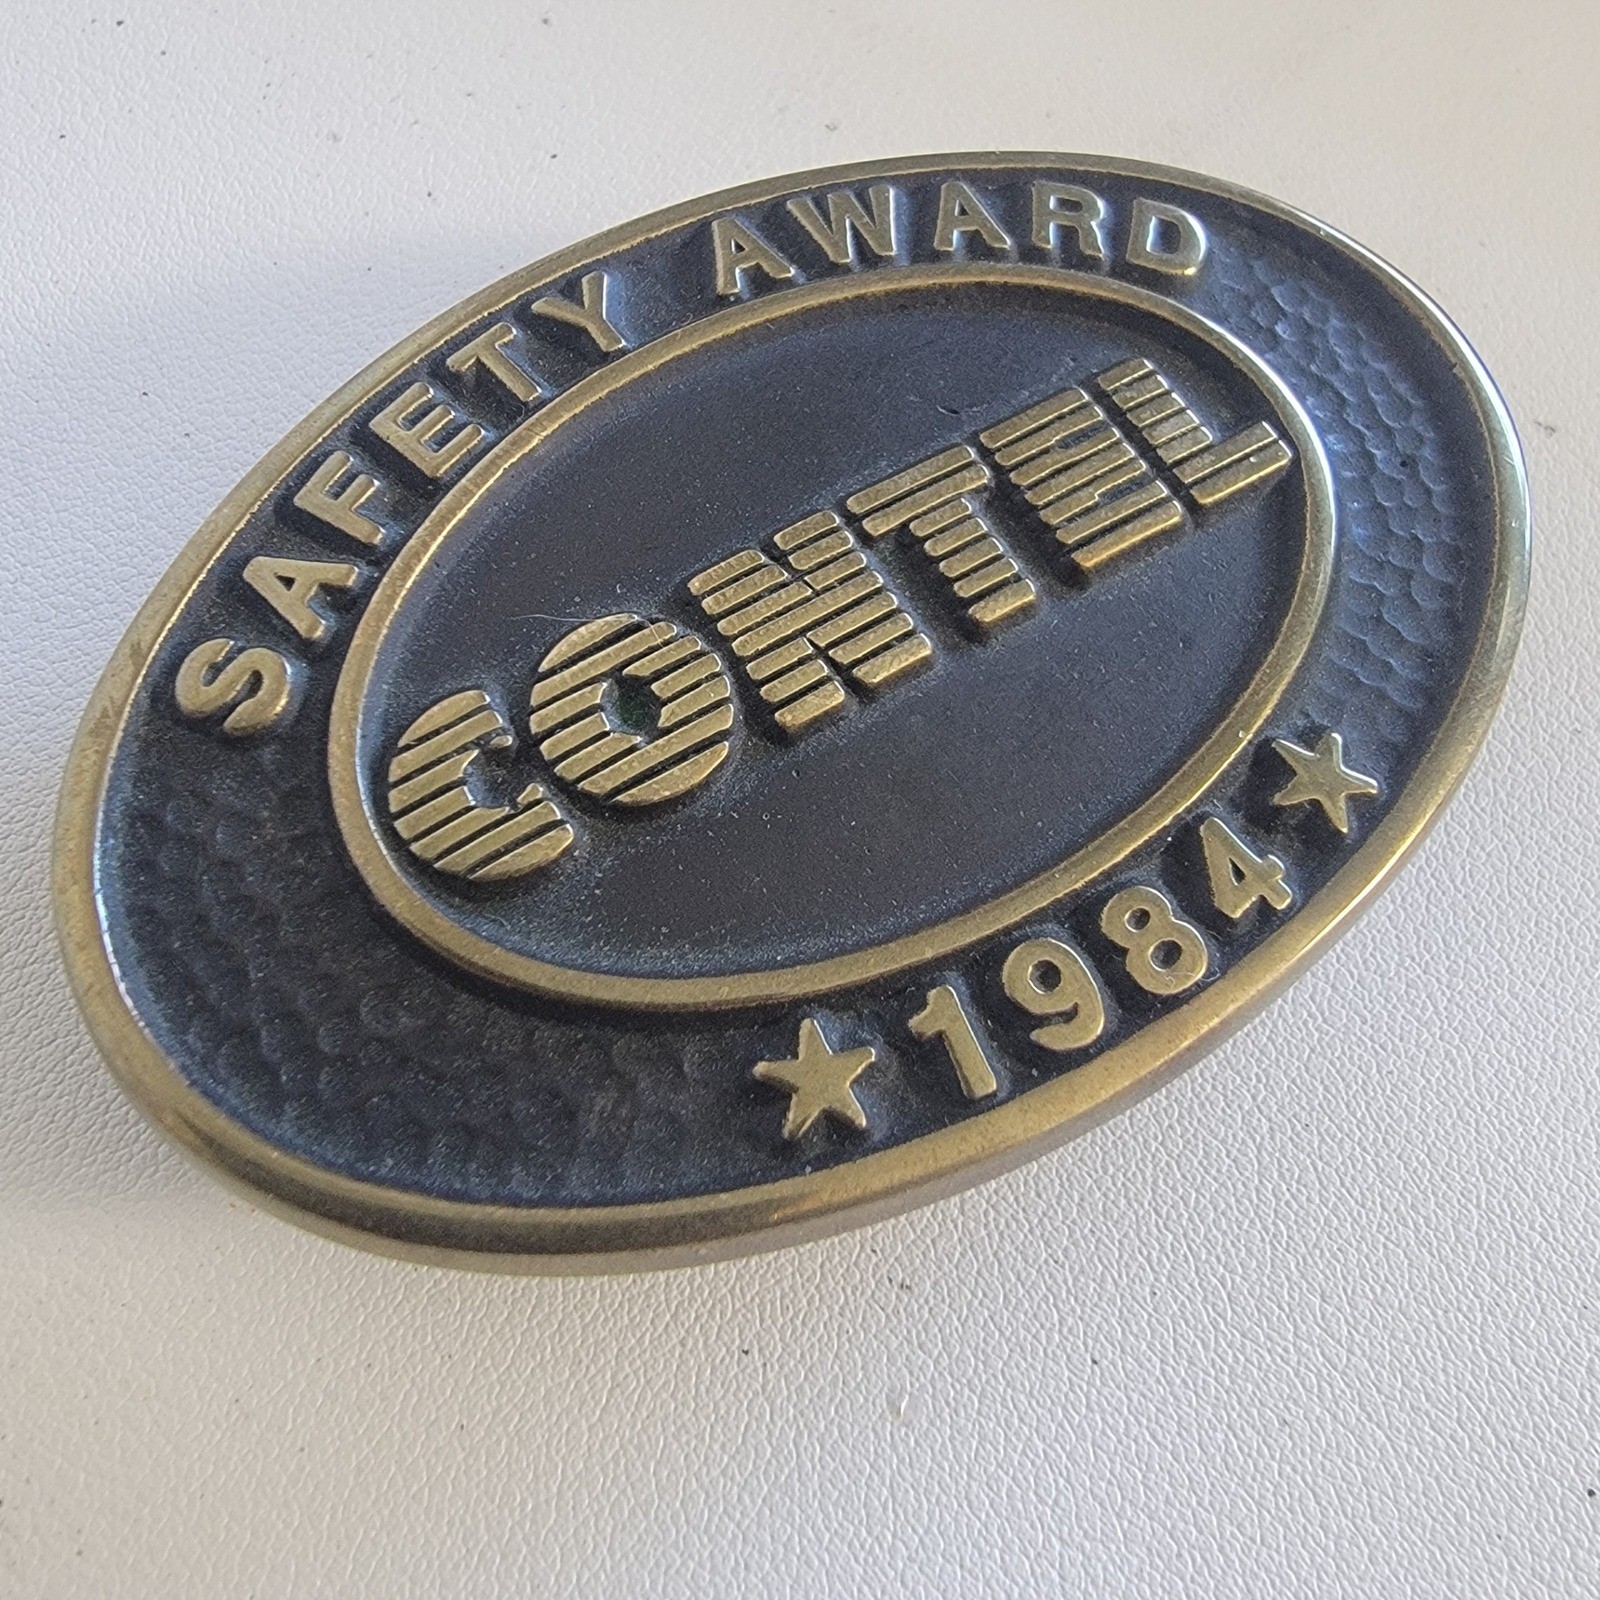 SAFETY AWARD
CONTEL
★ 1984 ★